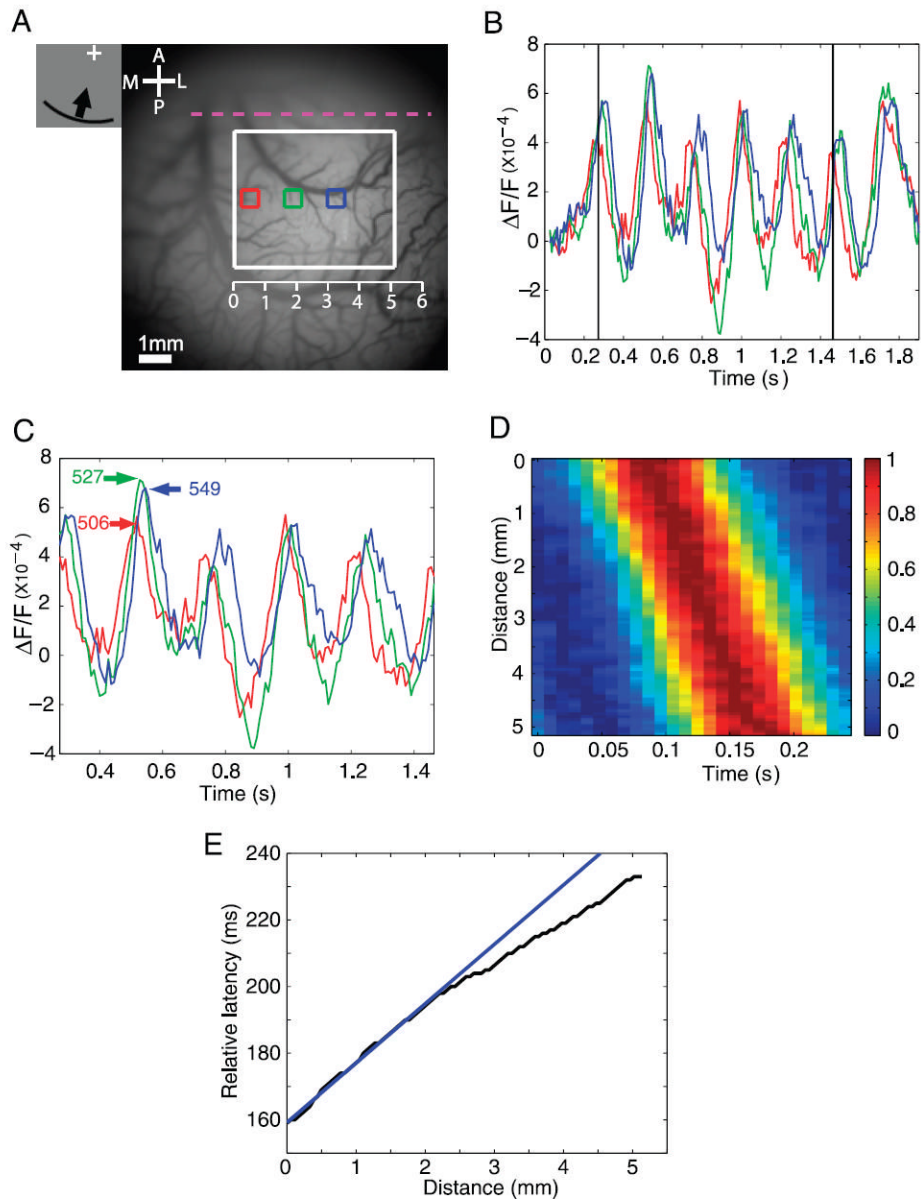 A
A
M L
P
0 1 2 3 4 5 6
1mm
B
ΔF/F (X10⁻⁴)
8
6
4
2
0
−2
−4
0 0.2 0.4 0.6 0.8 1 1.2 1.4 1.6 1.8
Time (s)
C
ΔF/F (X10⁻⁴)
8
6
4
2
0
−2
−4
527
549
506
0.4 0.6 0.8 1 1.2 1.4
Time (s)
D
Distance (mm)
0
1
2
3
4
5
0 0.05 0.1 0.15 0.2
Time (s)
1
0.8
0.6
0.4
0.2
0
E
Relative latency (ms)
240
220
200
180
160
0 1 2 3 4 5
Distance (mm)